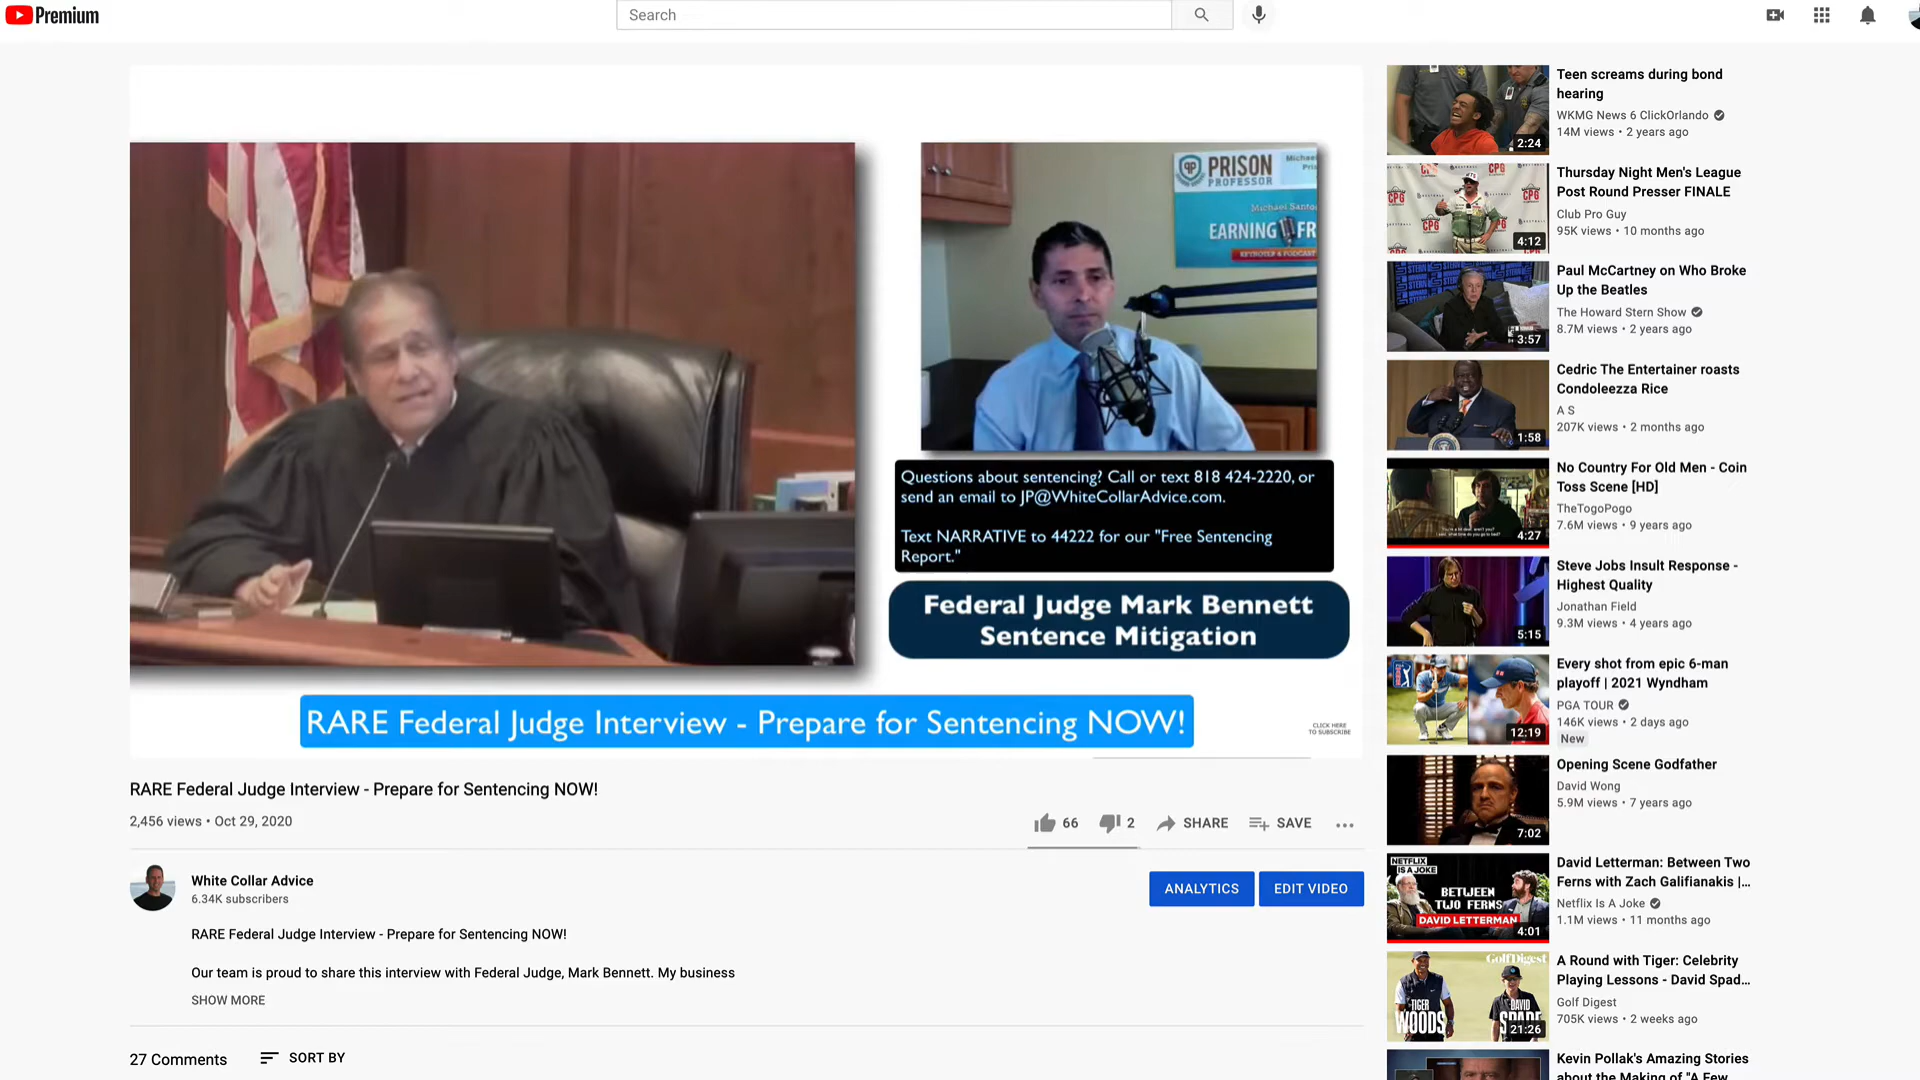 Premium
Search
PRISON
PROFESSOR
EARNING
RARE Federal Judge Interview - Prepare for Sentencing NOW!
Questions about sentencing? Call or text 818 424-2220, or
send an email to JP@WhiteCollarAdvice.com.
Text NARRATIVE to 44222 for our "Free Sentencing
Report."
Federal Judge Mark Bennett
Sentence Mitigation
CLICK HERE
TO SUBSCRIBE
RARE Federal Judge Interview - Prepare for Sentencing NOW!
2,456 views • Oct 29, 2020
66
2
SHARE
SAVE
White Collar Advice
6.34K subscribers
ANALYTICS
EDIT VIDEO
RARE Federal Judge Interview - Prepare for Sentencing NOW!
Our team is proud to share this interview with Federal Judge, Mark Bennett. My business
SHOW MORE
27 Comments
SORT BY
2:24
Teen screams during bond
hearing
WKMG News 6 ClickOrlando
14M views • 2 years ago
CPG
CPG
CPG
4:12
Thursday Night Men's League
Post Round Presser FINALE
Club Pro Guy
95K views • 10 months ago
3:57
Paul McCartney on Who Broke
Up the Beatles
The Howard Stern Show
8.7M views • 2 years ago
1:58
Cedric The Entertainer roasts
Condoleezza Rice
A S
207K views • 2 months ago
4:27
No Country For Old Men - Coin
Toss Scene [HD]
TheTogoPogo
7.6M views • 9 years ago
5:15
Steve Jobs Insult Response -
Highest Quality
Jonathan Field
9.3M views • 4 years ago
12:19
Every shot from epic 6-man
playoff | 2021 Wyndham
PGA TOUR
146K views • 2 days ago
New
7:02
Opening Scene Godfather
David Wong
5.9M views • 7 years ago
NETFLIX
IS A JOKE
BETWEEN
TWO FERNS
DAVID LETTERMAN
4:01
David Letterman: Between Two
Ferns with Zach Galifianakis |...
Netflix Is A Joke
1.1M views • 11 months ago
GolfDigest
TIGER
WOODS
DAVID
21:26
A Round with Tiger: Celebrity
Playing Lessons - David Spad...
Golf Digest
705K views • 2 weeks ago
Kevin Pollak's Amazing Stories
about the Making of "A Few